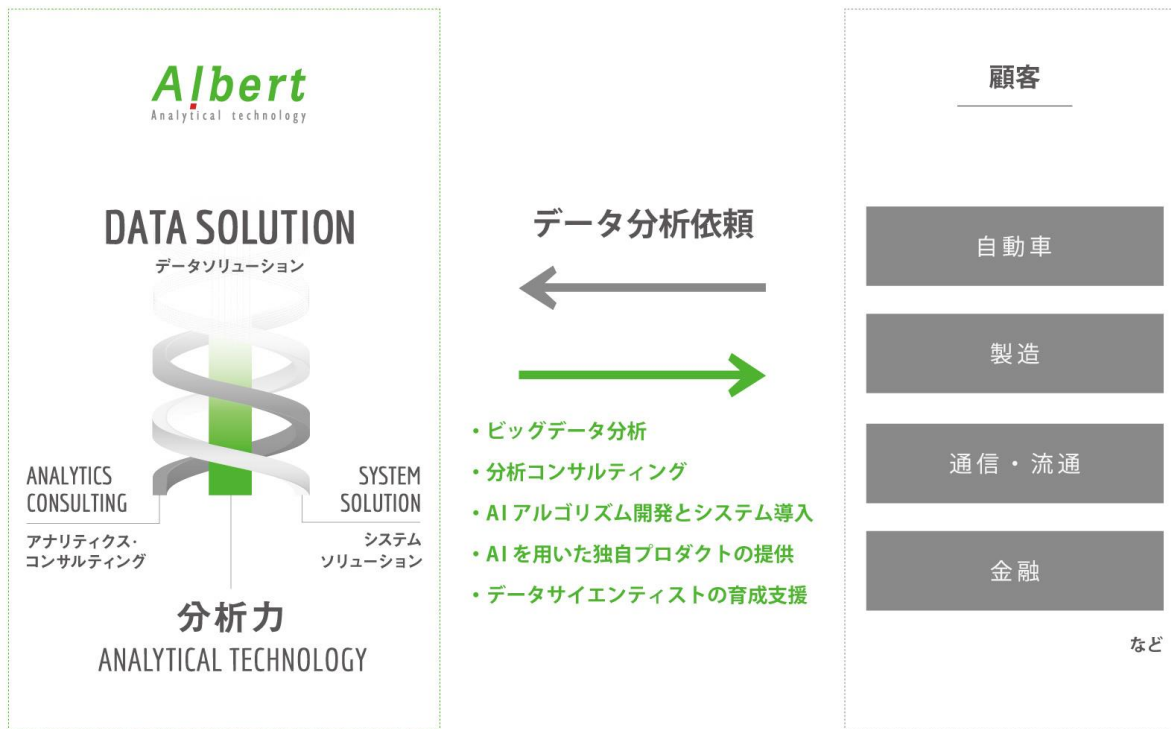 Albert
Analytical technology
DATA SOLUTION
データソリューション
ANALYTICS
CONSULTING
アナリティクス・
コンサルティング
SYSTEM
SOLUTION
システム
ソリューション
分析力
ANALYTICAL TECHNOLOGY
データ分析依頼
・ビッグデータ分析
・分析コンサルティング
・AIアルゴリズム開発とシステム導入
・AIを用いた独自プロダクトの提供
・データサイエンティストの育成支援
顧客
自動車
製造
通信・流通
金融
など